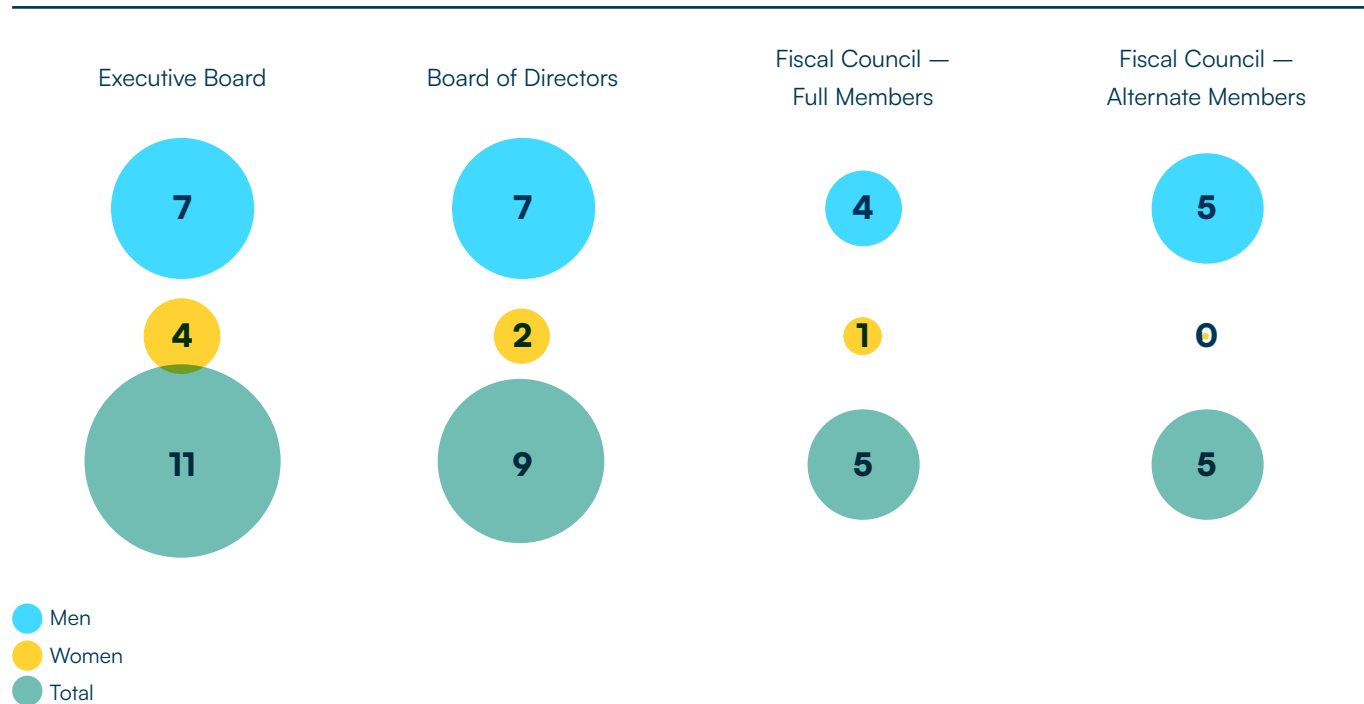 Executive Board
Board of Directors
Fiscal Council —
Full Members
Fiscal Council —
Alternate Members
7
7
4
5
4
2
1
0
11
9
5
5
Men
Women
Total